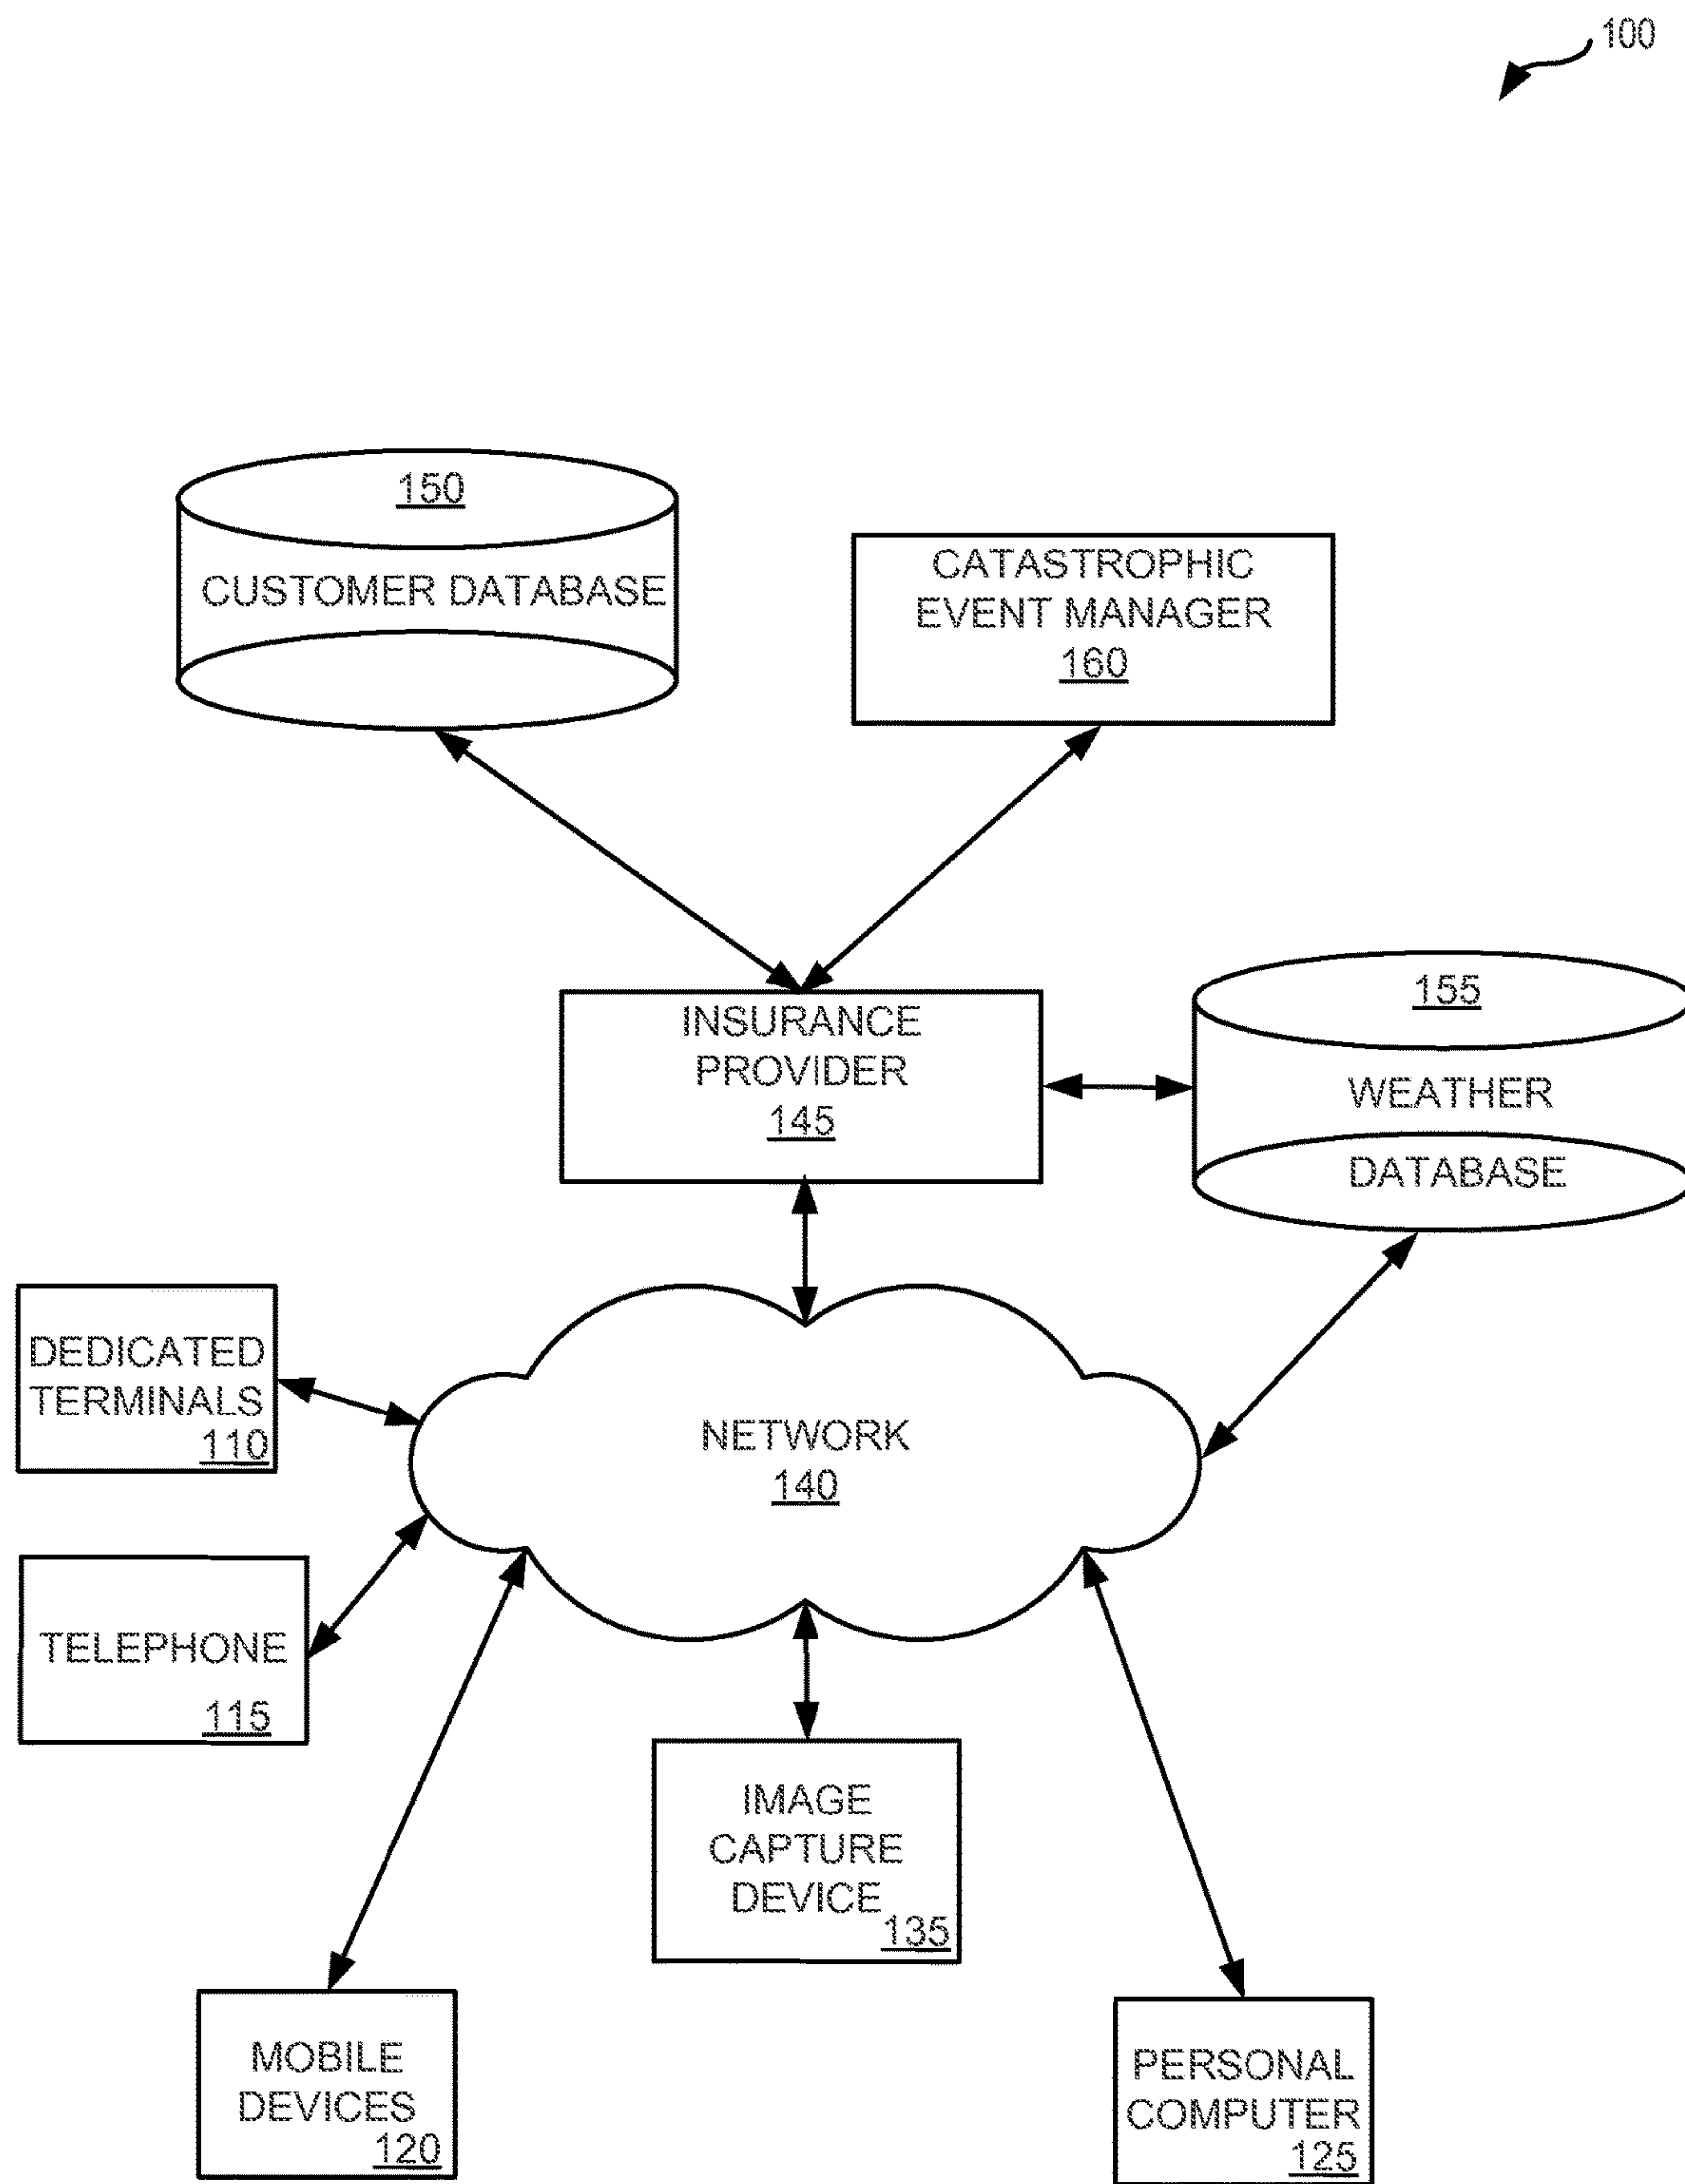 100
150
CUSTOMER DATABASE
CATASTROPHIC
EVENT MANAGER
160
INSURANCE
PROVIDER
145
155
WEATHER
DATABASE
DEDICATED
TERMINALS
110
NETWORK
140
TELEPHONE
115
IMAGE
CAPTURE
DEVICE
135
MOBILE
DEVICES
120
PERSONAL
COMPUTER
125